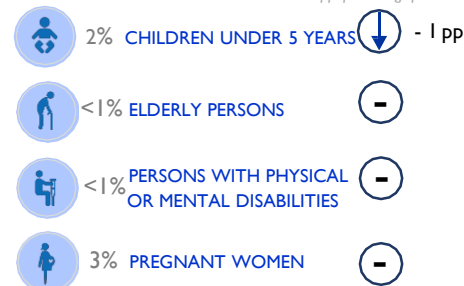 2% CHILDREN UNDER 5 YEARS - 1 pp
<1% ELDERLY PERSONS -
<1% PERSONS WITH PHYSICAL
OR MENTAL DISABILITIES -
3% PREGNANT WOMEN -